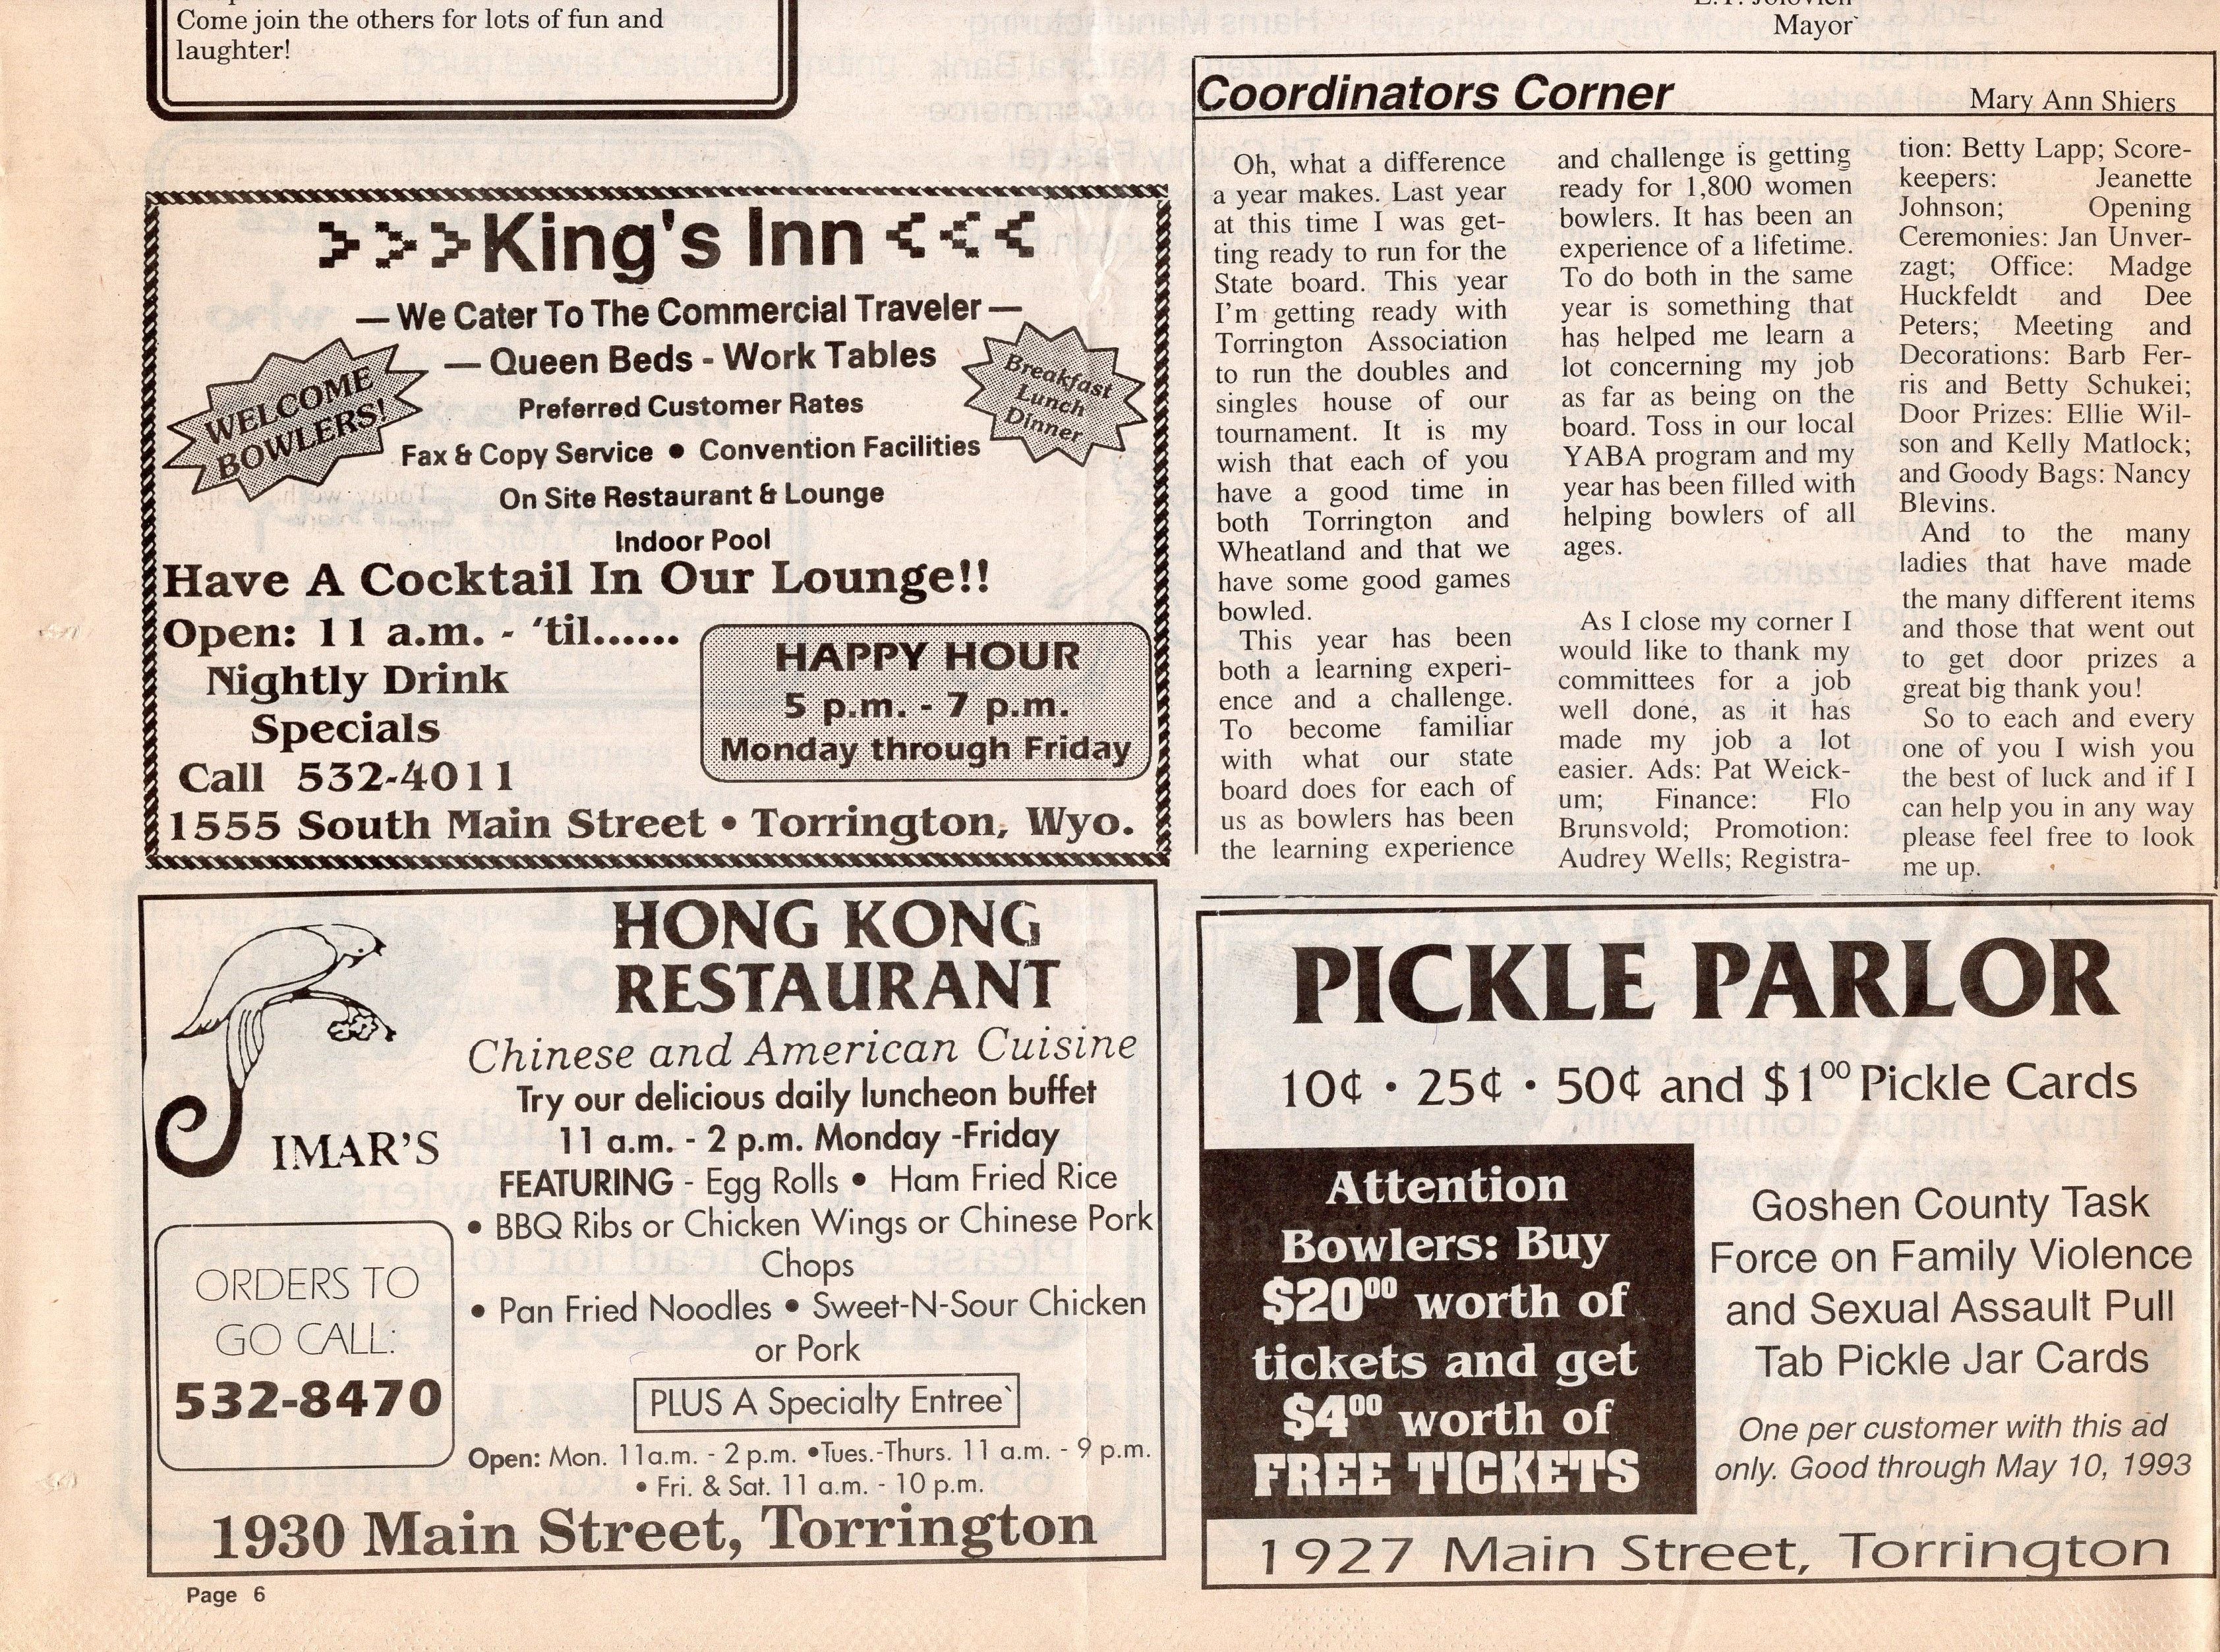 Come join the others for lots of fun and
laughter!
Mayor
>>>King's Inn<<<
— We Cater To The Commercial Traveler —
— Queen Beds - Work Tables
WELCOME
BOWLERS!
Breakfast
Lunch
Dinner
Preferred Customer Rates
Fax & Copy Service • Convention Facilities
On Site Restaurant & Lounge
Indoor Pool
Have A Cocktail In Our Lounge!!
Open: 11 a.m. - ‘til......
Nightly Drink
Specials
Call 532-4011
HAPPY HOUR
5 p.m. - 7 p.m.
Monday through Friday
1555 South Main Street • Torrington, Wyo.
HONG KONG
RESTAURANT
Chinese and American Cuisine
Try our delicious daily luncheon buffet
11 a.m. - 2 p.m. Monday -Friday
FEATURING - Egg Rolls • Ham Fried Rice
• BBQ Ribs or Chicken Wings or Chinese Pork
Chops
• Pan Fried Noodles • Sweet-N-Sour Chicken
or Pork
PLUS A Specialty Entree`
Open: Mon. 11a.m. - 2 p.m. •Tues.-Thurs. 11 a.m. - 9 p.m.
• Fri. & Sat. 11 a.m. - 10 p.m.
IMAR'S
ORDERS TO
GO CALL:
532-8470
1930 Main Street, Torrington
Page 6
Coordinators Corner
Mary Ann Shiers
Oh, what a difference
a year makes. Last year
at this time I was get-
ting ready to run for the
State board. This year
I'm getting ready with
Torrington Association
to run the doubles and
singles house of our
tournament. It is my
wish that each of you
have a good time in
both Torrington and
Wheatland and that we
have some good games
bowled.
This year has been
both a learning experi-
ence and a challenge.
To become familiar
with what our state
board does for each of
us as bowlers has been
the learning experience
and challenge is getting
ready for 1,800 women
bowlers. It has been an
experience of a lifetime.
To do both in the same
year is something that
has helped me learn a
lot concerning my job
as far as being on the
board. Toss in our local
YABA program and my
year has been filled with
helping bowlers of all
ages.
As I close my corner I
would like to thank my
committees for a job
well done, as it has
made my job a lot
easier. Ads: Pat Weick-
um; Finance: Flo
Brunsvold; Promotion:
Audrey Wells; Registra-
tion: Betty Lapp; Score-
keepers: Jeanette
Johnson; Opening
Ceremonies: Jan Unver-
zagt; Office: Madge
Huckfeldt and Dee
Peters; Meeting and
Decorations: Barb Fer-
ris and Betty Schukei;
Door Prizes: Ellie Wil-
son and Kelly Matlock;
and Goody Bags: Nancy
Blevins.
And to the many
ladies that have made
the many different items
and those that went out
to get door prizes a
great big thank you!
So to each and every
one of you I wish you
the best of luck and if I
can help you in any way
please feel free to look
me up.
PICKLE PARLOR
10¢ • 25¢ • 50¢ and $1⁰⁰ Pickle Cards
Attention
Bowlers: Buy
$20⁰⁰ worth of
tickets and get
$4⁰⁰ worth of
FREE TICKETS
Goshen County Task
Force on Family Violence
and Sexual Assault Pull
Tab Pickle Jar Cards
One per customer with this ad
only. Good through May 10, 1993
1927 Main Street, Torrington